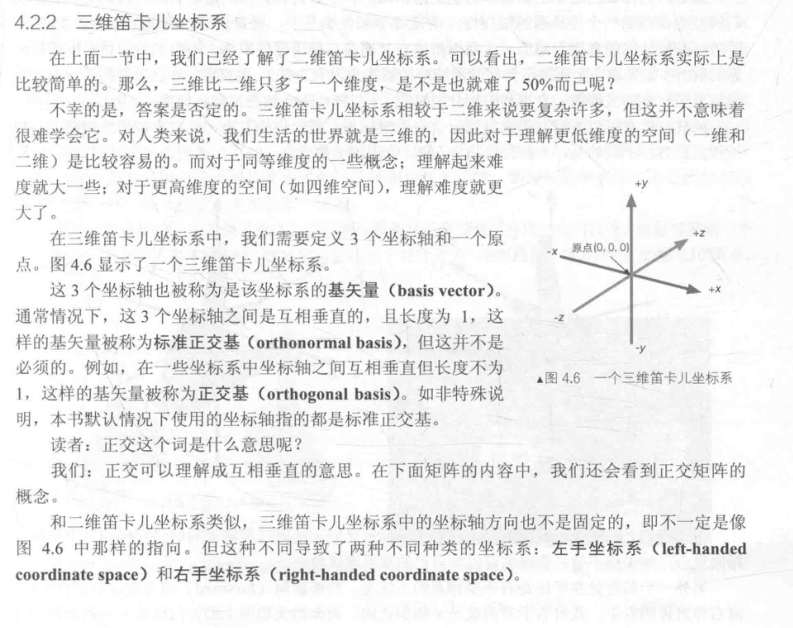 4.2.2 三维笛卡儿坐标系
在上面一节中，我们已经了解了二维笛卡儿坐标系。可以看出，二维笛卡儿坐标系实际上是
比较简单的。那么，三维比二维只多了一个维度，是不是也就难了 50%而已呢？
不幸的是，答案是否定的。三维笛卡儿坐标系相较于二维来说要复杂许多，但这并不意味着
很难学会它。对人类来说，我们生活的世界就是三维的，因此对于理解更低维度的空间（一维和
二维）是比较容易的。而对于同等维度的一些概念；理解起来难
度就大一些；对于更高维度的空间（如四维空间），理解难度就更
大了。
在三维笛卡儿坐标系中，我们需要定义 3 个坐标轴和一个原
点。图 4.6 显示了一个三维笛卡儿坐标系。
这 3 个坐标轴也被称为是该坐标系的基矢量（basis vector）。
通常情况下，这 3 个坐标轴之间是互相垂直的，且长度为 1，这
样的基矢量被称为标准正交基（orthonormal basis），但这并不是
必须的。例如，在一些坐标系中坐标轴之间互相垂直但长度不为
1，这样的基矢量被称为正交基（orthogonal basis）。如非特殊说
明，本书默认情况下使用的坐标轴指的都是标准正交基。
+y
+z
原点(0, 0, 0)
-x
+x
-z
-y
▲图 4.6 一个三维笛卡儿坐标系
读者：正交这个词是什么意思呢？
我们：正交可以理解成互相垂直的意思。在下面矩阵的内容中，我们还会看到正交矩阵的
概念。
和二维笛卡儿坐标系类似，三维笛卡儿坐标系中的坐标轴方向也不是固定的，即不一定是像
图 4.6 中那样的指向。但这种不同导致了两种不同种类的坐标系：左手坐标系（left-handed
coordinate space）和右手坐标系（right-handed coordinate space）。